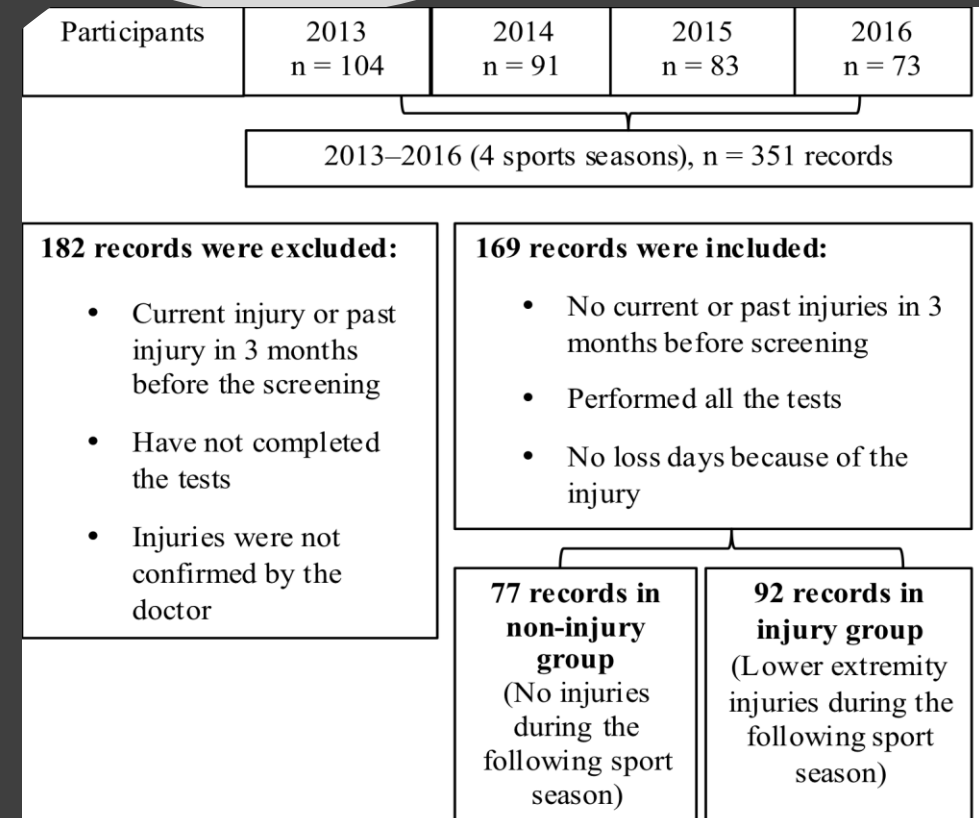 Participants
2013
n = 104
2014
n = 91
2015
n = 83
2016
n = 73
2013–2016 (4 sports seasons), n = 351 records
182 records were excluded:
• Current injury or past
injury in 3 months
before the screening
• Have not completed
the tests
• Injuries were not
confirmed by the
doctor
169 records were included:
• No current or past injuries in 3
months before screening
• Performed all the tests
• No loss days because of the
injury
77 records in
non-injury
group
(No injuries
during the
following sport
season)
92 records in
injury group
(Lower extremity
injuries during the
following sport
season)